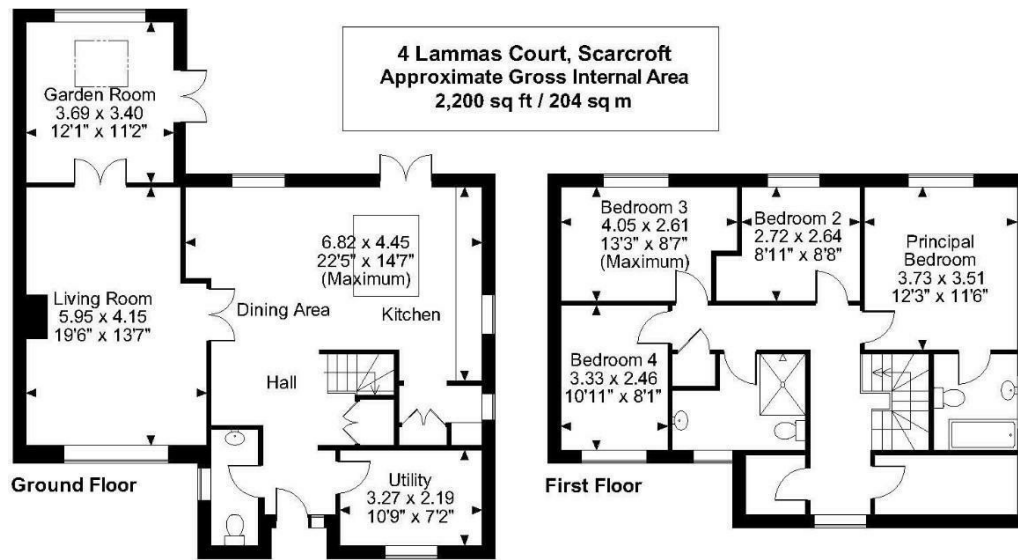 4 Lammas Court, Scarcroft
Approximate Gross Internal Area
2,200 sq ft / 204 sq m
Garden Room
3.69 x 3.40
12'1" x 11'2"
6.82 x 4.45
22'5" x 14'7"
(Maximum)
Living Room
5.95 x 4.15
19'6" x 13'7"
Dining Area
Kitchen
Hall
Utility
3.27 x 2.19
10'9" x 7'2"
Ground Floor
Bedroom 3
4.05 x 2.61
13'3" x 8'7"
(Maximum)
Bedroom 2
2.72 x 2.64
8'11" x 8'8"
Principal
Bedroom
3.73 x 3.51
12'3" x 11'6"
Bedroom 4
3.33 x 2.46
10'11" x 8'1"
First Floor